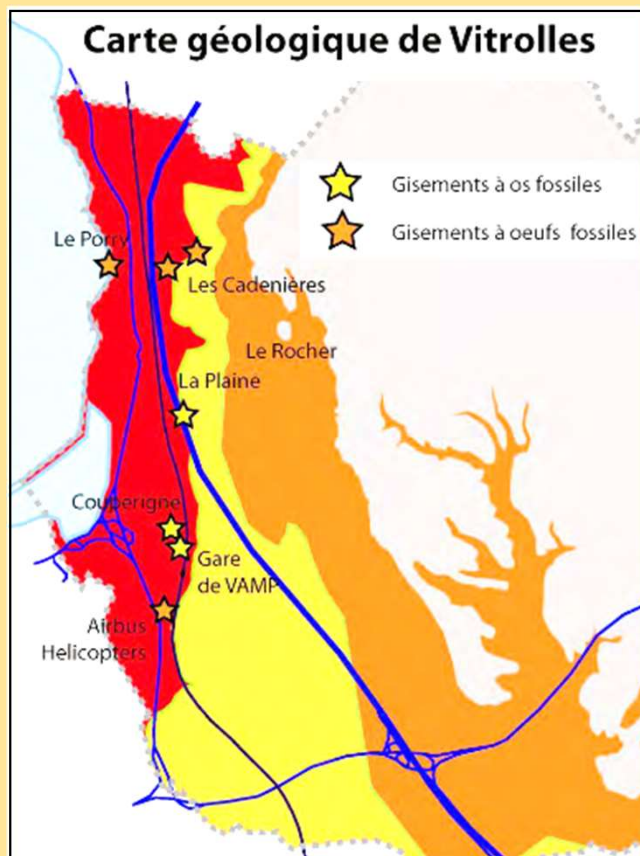 Carte géologique de Vitrolles
Gisements à os fossiles
Gisements à oeufs fossiles
Le Porry
Les Cadenières
Le Rocher
La Plaine
Couperigne
Gare
de VAMP
Airbus
Helicopters